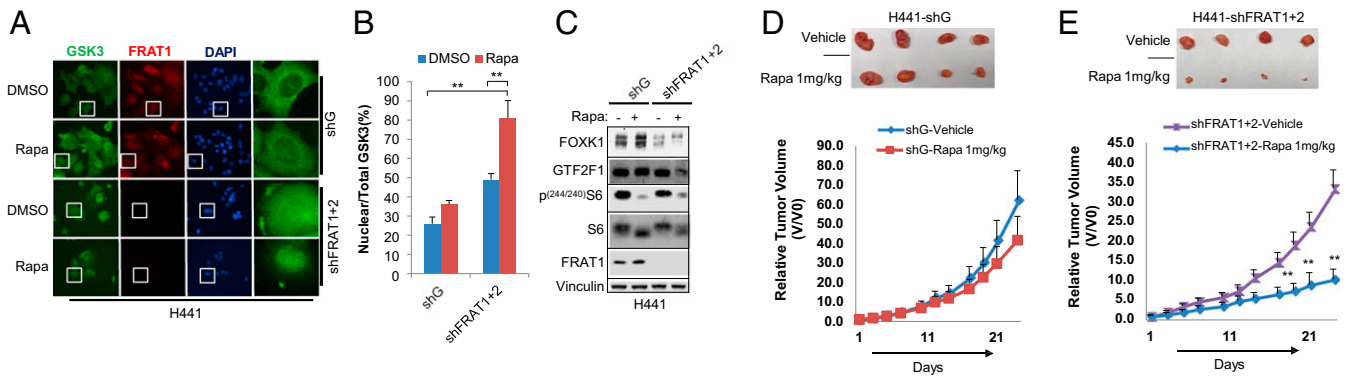 A
GSK3 FRAT1 DAPI
DMSO
Rapa
DMSO
Rapa
shG
shFRAT1+2
H441
B
DMSO Rapa
Nuclear/Total GSK3(%)
100
90
80
70
60
50
40
30
20
10
0
**
**
shG
shFRAT1+2
C
shG
shFRAT1+2
Rapa: - + - +
FOXK1
GTF2F1
p(244/240)S6
S6
FRAT1
Vinculin
H441
D
H441-shG
Vehicle
Rapa 1mg/kg
shG-Vehicle
shG-Rapa 1mg/kg
Relative Tumor Volume
(V/V0)
90.0
80.0
70.0
60.0
50.0
40.0
30.0
20.0
10.0
0.0
1 11 21
Days
E
H441-shFRAT1+2
Vehicle
Rapa 1mg/kg
shFRAT1+2-Vehicle
shFRAT1+2-Rapa 1mg/kg
Relative Tumor Volume
(V/V0)
45.0
40.0
35.0
30.0
25.0
20.0
15.0
10.0
5.0
0.0
** ** **
1 11 21
Days